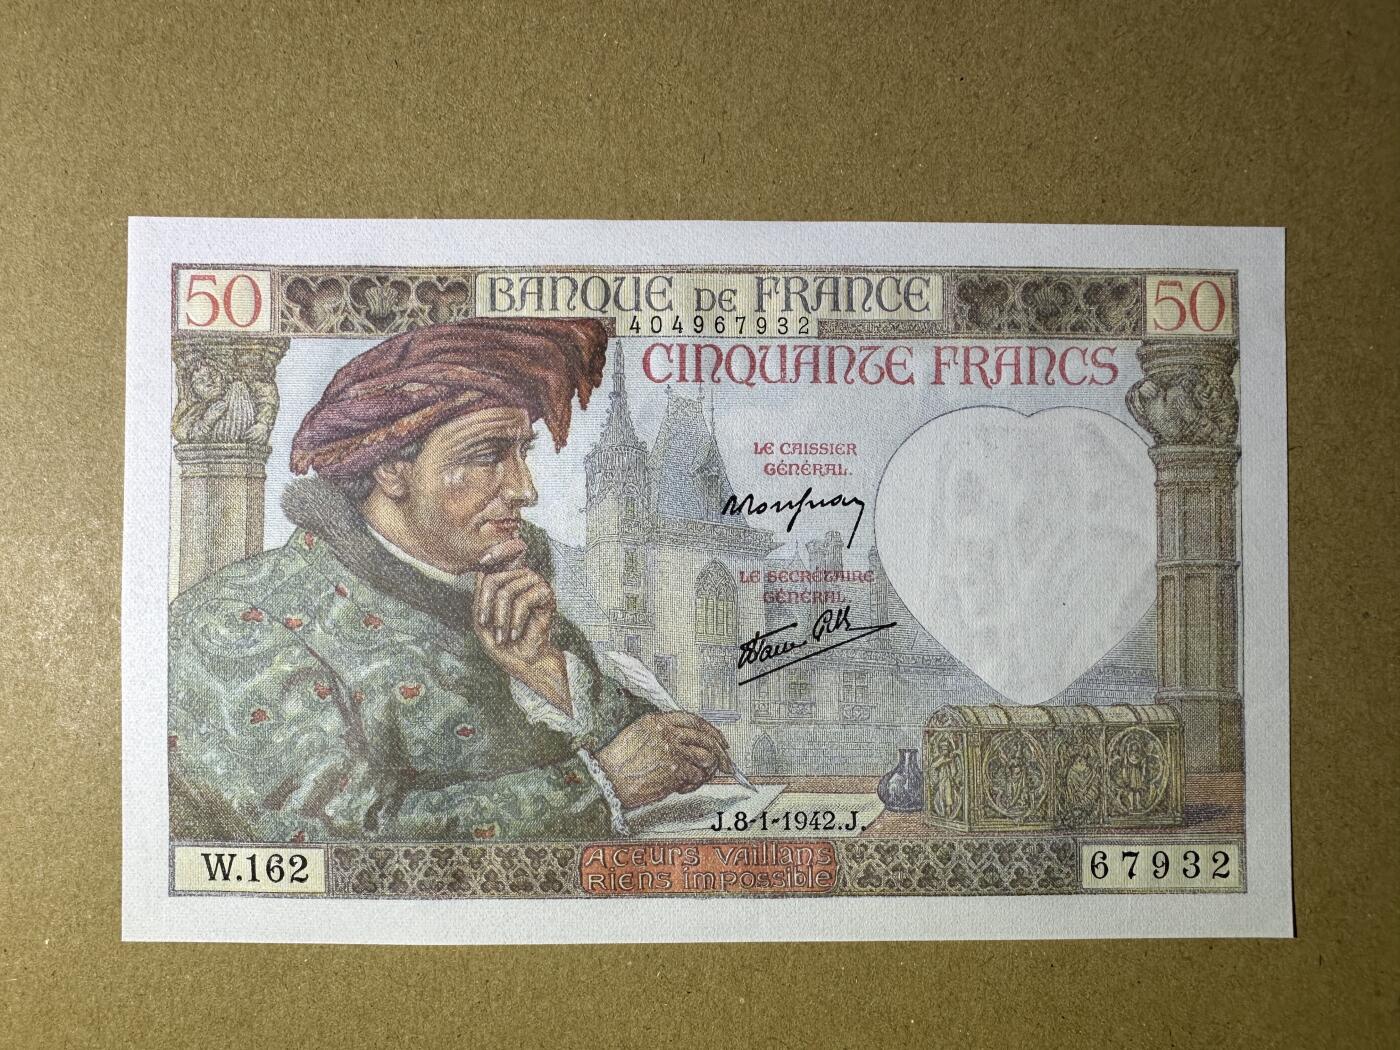 50 BANQUE DE FRANCE 50
404967932
CINQUANTE FRANCS
LE CAISSIER
GÉNÉRAL.
LE SECRÉTAIRE
GÉNÉRAL.
J.8-1-1942.J.
W.162
A CEURS VAILLANS
RIENS IMPOSSIBLE
67932